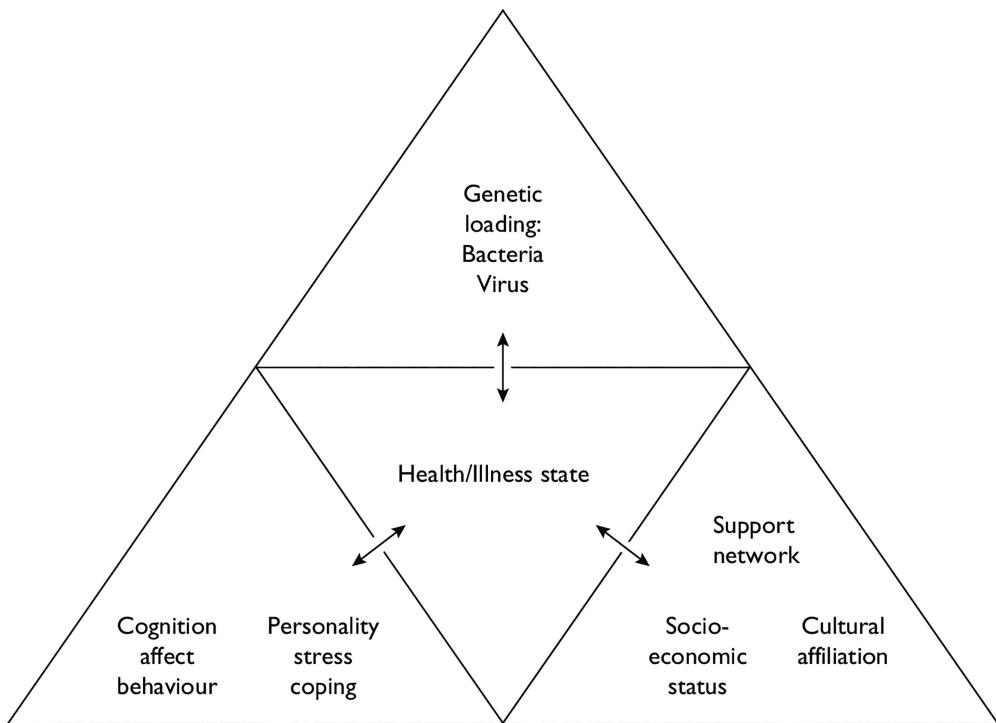 Genetic
loading:
Bacteria
Virus
Health/Illness state
Support
network
Cognition
affect
behaviour
Personality
stress
coping
Socio-
economic
status
Cultural
affiliation